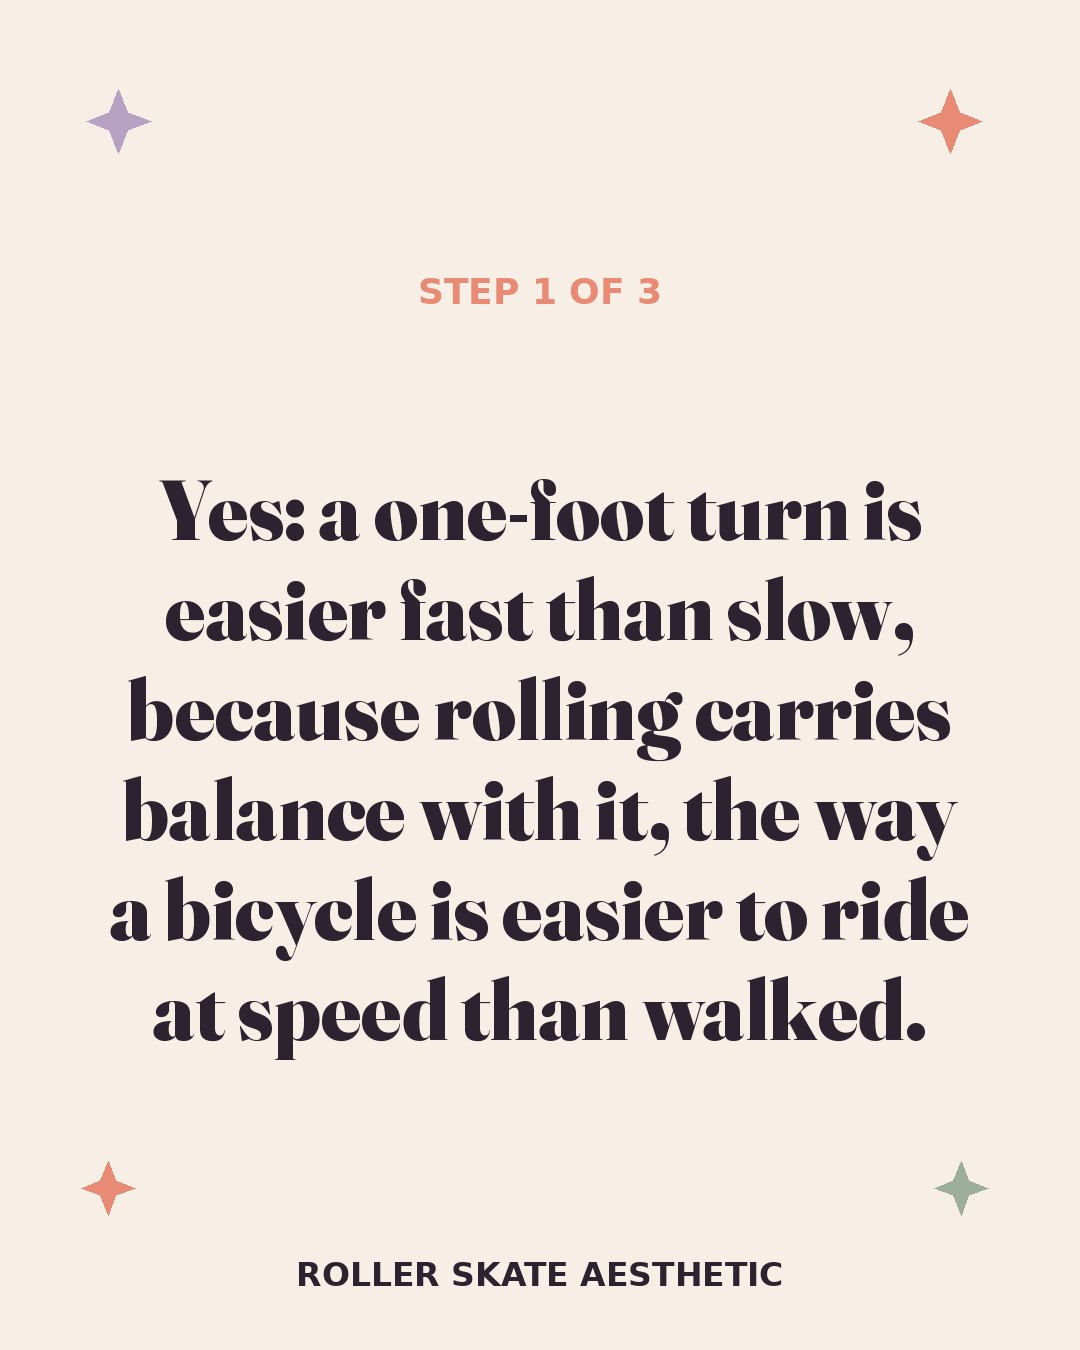 STEP 1 OF 3
Yes: a one-foot turn is
easier fast than slow,
because rolling carries
balance with it, the way
a bicycle is easier to ride
at speed than walked.
ROLLER SKATE AESTHETIC